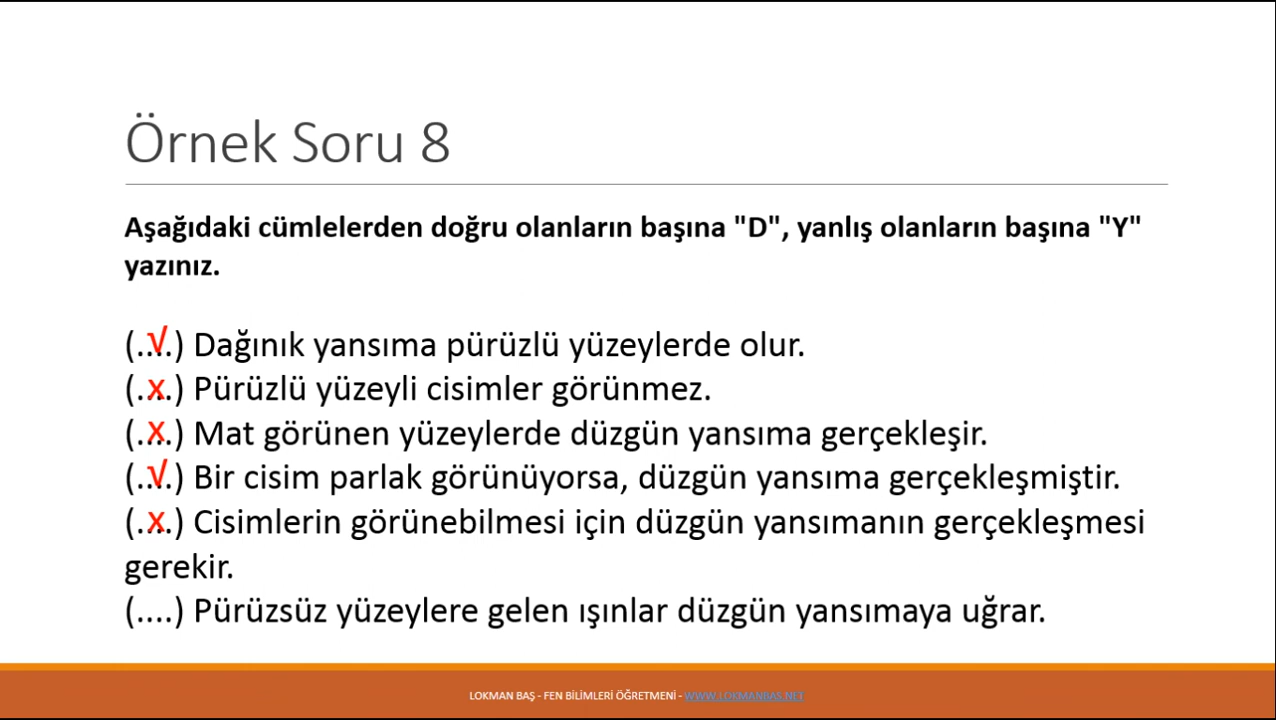 Örnek Soru 8
Aşağıdaki cümlelerden doğru olanların başına "D", yanlış olanların başına "Y"
yazınız.
(.√.) Dağınık yansıma pürüzlü yüzeylerde olur.
(.x.) Pürüzlü yüzeyli cisimler görünmez.
(.x.) Mat görünen yüzeylerde düzgün yansıma gerçekleşir.
(.√.) Bir cisim parlak görünüyorsa, düzgün yansıma gerçekleşmiştir.
(.x.) Cisimlerin görünebilmesi için düzgün yansımanın gerçekleşmesi
gerekir.
(....) Pürüzsüz yüzeylere gelen ışınlar düzgün yansımaya uğrar.
LOKMAN BAŞ - FEN BİLİMLERİ ÖĞRETMENİ - WWW.LOKMANBAS.NET